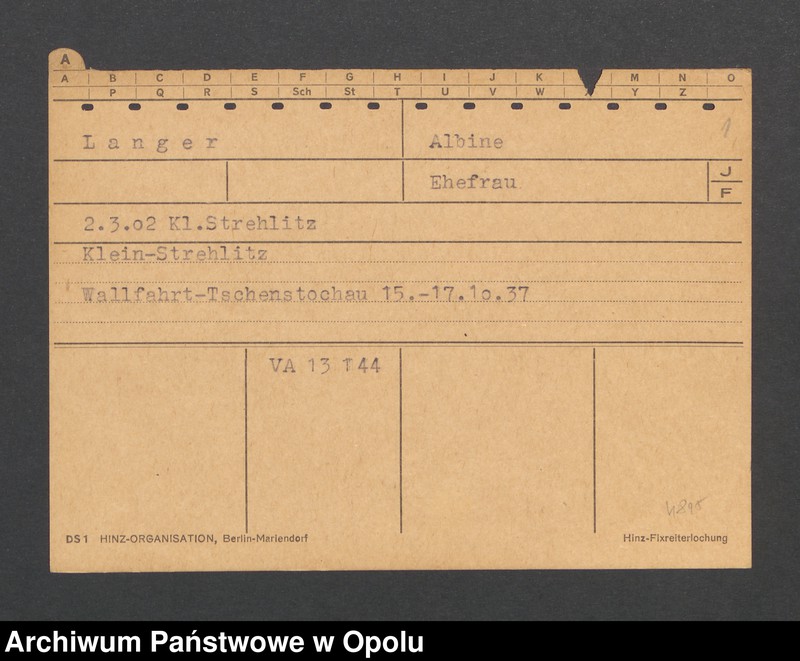 A
A B C D E F G H I J K M N O
P Q R S Sch St T U V W Y Z
1
Langer Albine
Ehefrau J
F
2.3.o2 Kl.Strehlitz
Klein-Strehlitz
Wallfahrt-Tschenstochau 15.-17.1o.37
VA 13 144
4895
DS1 HINZ-ORGANISATION, Berlin-Mariendorf Hinz-Fixreiterlochung
Archiwum Państwowe w Opolu